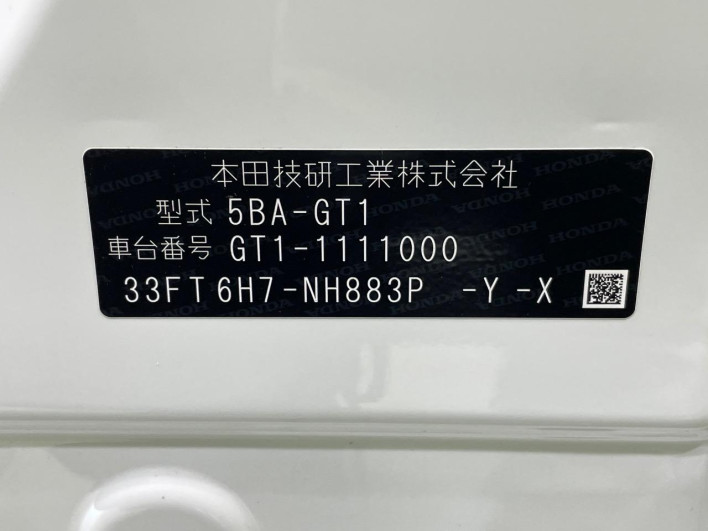 本田技研工業株式会社
型式 5BA-GT1
車台番号 GT1-1111000
33FT6H7-NH883P -Y-X